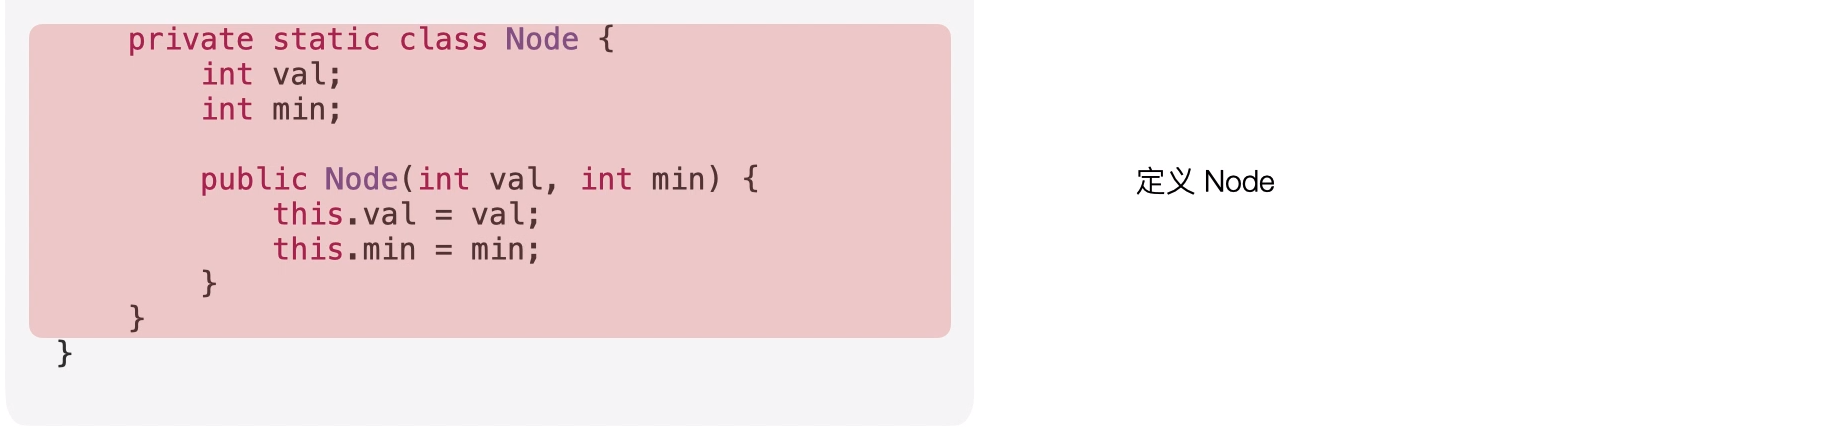 private static class Node {
int val;
int min;
public Node(int val, int min) {
this.val = val;
this.min = min;
}
}
}
定义 Node